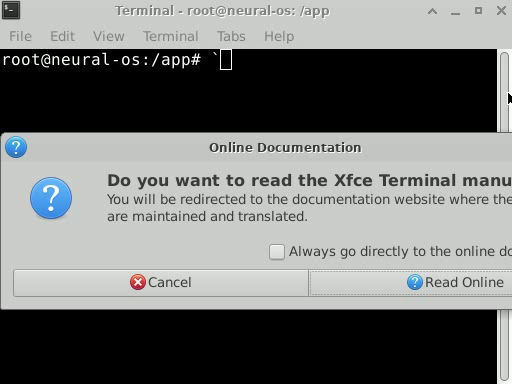 Terminal - root@neural-os: /app
File Edit View Terminal Tabs Help
root@neural-os:/app# `
Online Documentation
Do you want to read the Xfce Terminal manu
You will be redirected to the documentation website where the
are maintained and translated.
Always go directly to the online do
Cancel Read Online